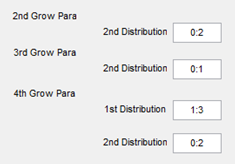 2nd Grow Para
2nd Distribution 0:2
3rd Grow Para
2nd Distribution 0:1
4th Grow Para
1st Distribution 1:3
2nd Distribution 0:2